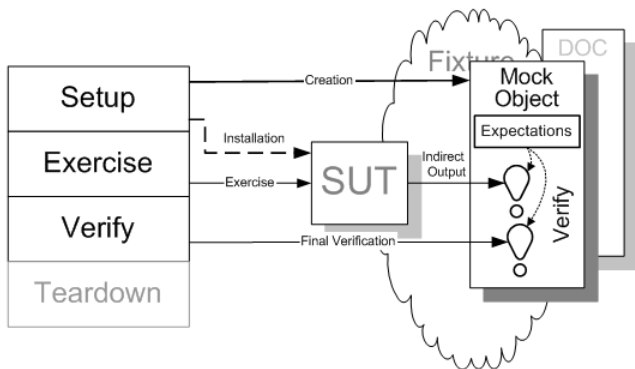 DOC
Fixture
Mock
Object
Creation
Setup
Expectations
Installation
Exercise
Exercise
SUT
Indirect
Output
Verify
Verify
Final Verification
Teardown